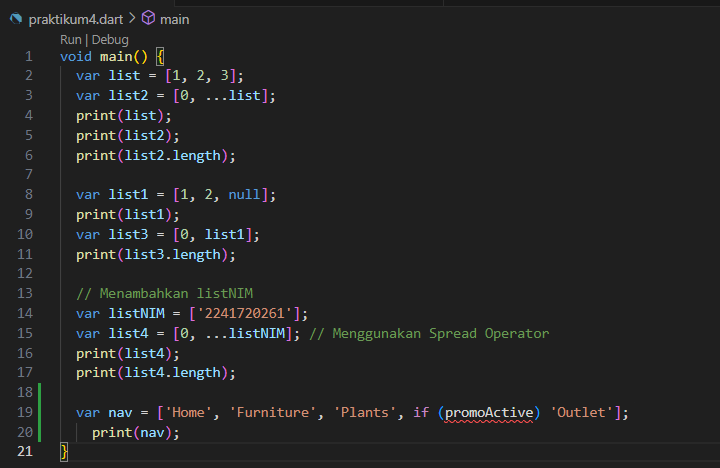 praktikum4.dart > main
Run | Debug
1 void main() {
2   var list = [1, 2, 3];
3   var list2 = [0, ...list];
4   print(list);
5   print(list2);
6   print(list2.length);
7
8   var list1 = [1, 2, null];
9   print(list1);
10   var list3 = [0, list1];
11   print(list3.length);
12
13   // Menambahkan listNIM
14   var listNIM = ['2241720261'];
15   var list4 = [0, ...listNIM]; // Menggunakan Spread Operator
16   print(list4);
17   print(list4.length);
18
19   var nav = ['Home', 'Furniture', 'Plants', if (promoActive) 'Outlet'];
20     print(nav);
21 }